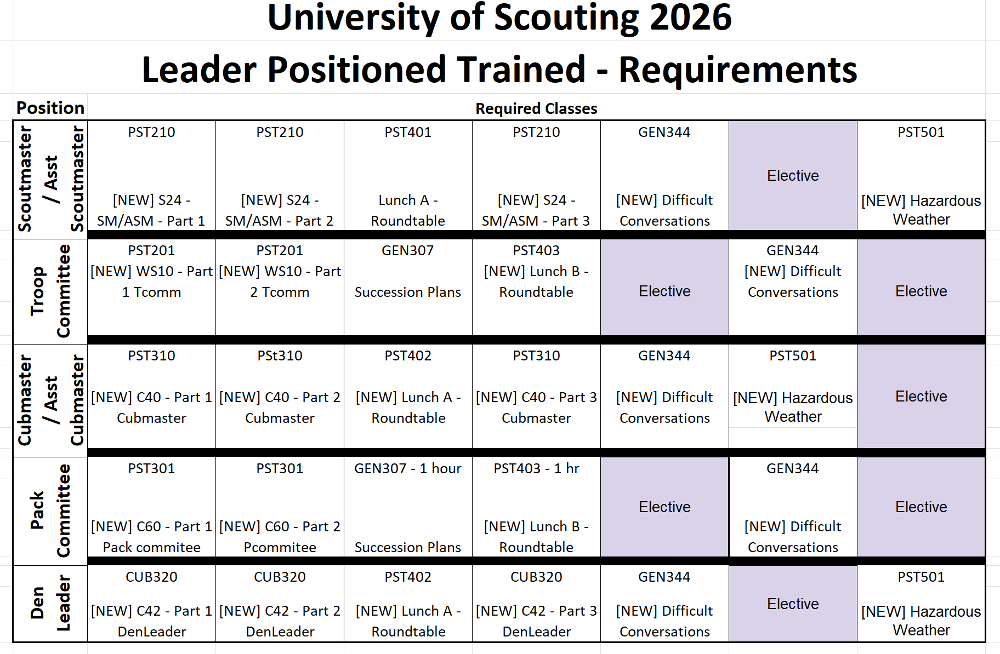 University of Scouting 2026
Leader Positioned Trained - Requirements
Position
Required Classes
Scoutmaster
/ Asst
Scoutmaster
PST210
[NEW] S24 -
SM/ASM - Part 1
PST210
[NEW] S24 -
SM/ASM - Part 2
PST401
Lunch A -
Roundtable
PST210
[NEW] S24 -
SM/ASM - Part 3
GEN344
[NEW] Difficult
Conversations
Elective
PST501
[NEW] Hazardous
Weather
Troop
Committee
PST201
[NEW] WS10 - Part
1 Tcomm
PST201
[NEW] WS10 - Part
2 Tcomm
GEN307
Succession Plans
PST403
[NEW] Lunch B -
Roundtable
Elective
GEN344
[NEW] Difficult
Conversations
Elective
Cubmaster
/ Asst
Cubmaster
PST310
[NEW] C40 - Part 1
Cubmaster
PSt310
[NEW] C40 - Part 2
Cubmaster
PST402
[NEW] Lunch A -
Roundtable
PST310
[NEW] C40 - Part 3
Cubmaster
GEN344
[NEW] Difficult
Conversations
PST501
[NEW] Hazardous
Weather
Elective
Pack
Committee
PST301
[NEW] C60 - Part 1
Pack commitee
PST301
[NEW] C60 - Part 2
Pcommitee
GEN307 - 1 hour
Succession Plans
PST403 - 1 hr
[NEW] Lunch B -
Roundtable
Elective
GEN344
[NEW] Difficult
Conversations
Elective
Den
Leader
CUB320
[NEW] C42 - Part 1
DenLeader
CUB320
[NEW] C42 - Part 2
DenLeader
PST402
[NEW] Lunch A -
Roundtable
CUB320
[NEW] C42 - Part 3
DenLeader
GEN344
[NEW] Difficult
Conversations
Elective
PST501
[NEW] Hazardous
Weather